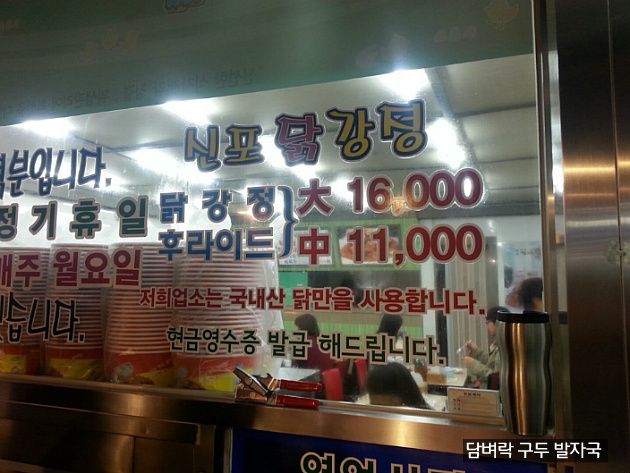 신포 닭강정
닭강정
후라이드
大 16,000
中 11,000
저희업소는 국내산 닭만을 사용합니다.
현금영수증 발급 해드립니다.
분입니다.
정기휴일
매주 월요일
습니다.
담벼락 구두 발자국